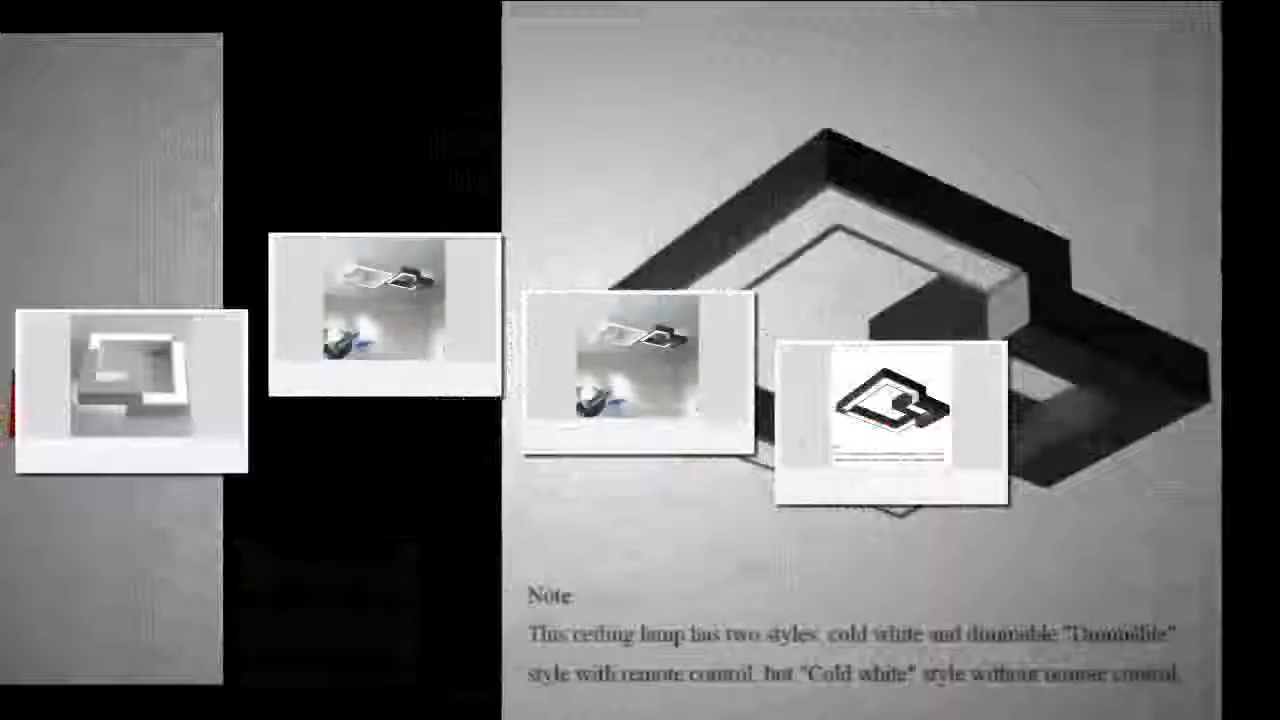 Note
This ceiling lamp has two styles: cold white and dimmable "Dimmable"
style with remote control, but "Cold white" style without remote control.